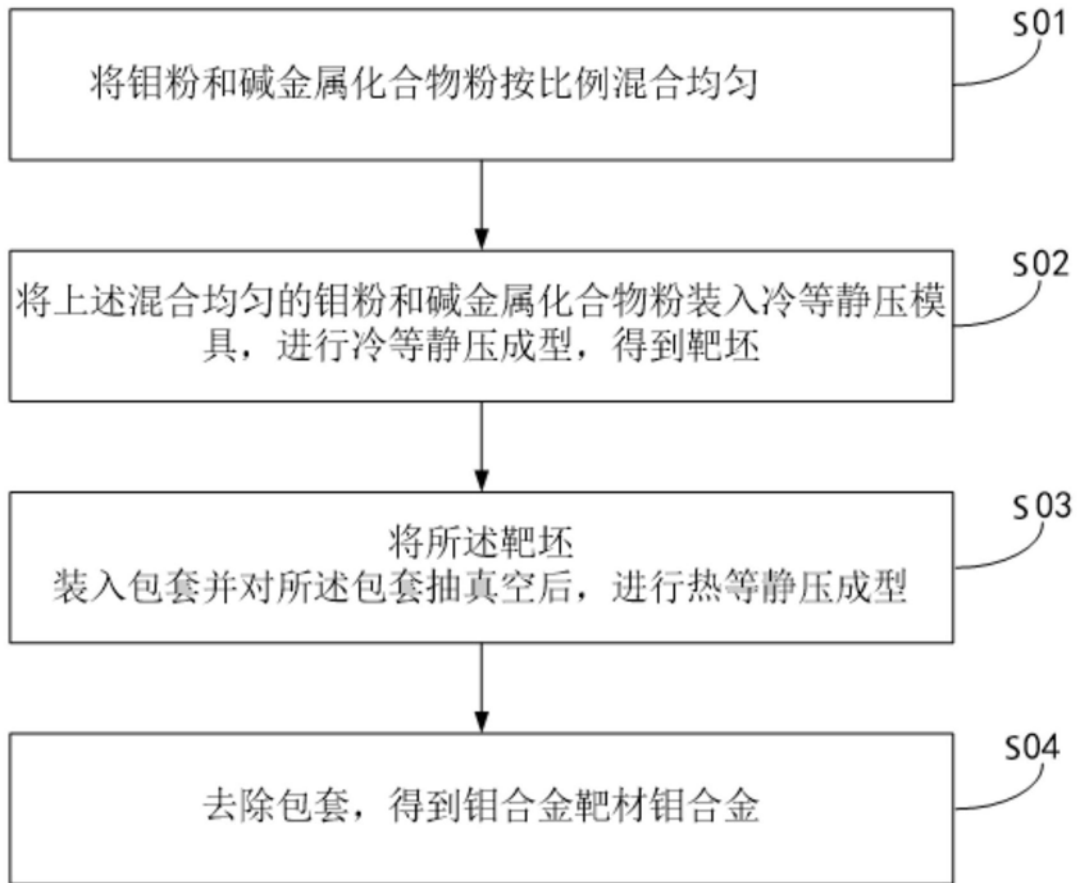 S01
将钼粉和碱金属化合物粉按比例混合均匀
S02
将上述混合均匀的钼粉和碱金属化合物粉装入冷等静压模
具，进行冷等静压成型，得到靶坯
S03
将所述靶坯
装入包套并对所述包套抽真空后，进行热等静压成型
S04
去除包套，得到钼合金靶材钼合金